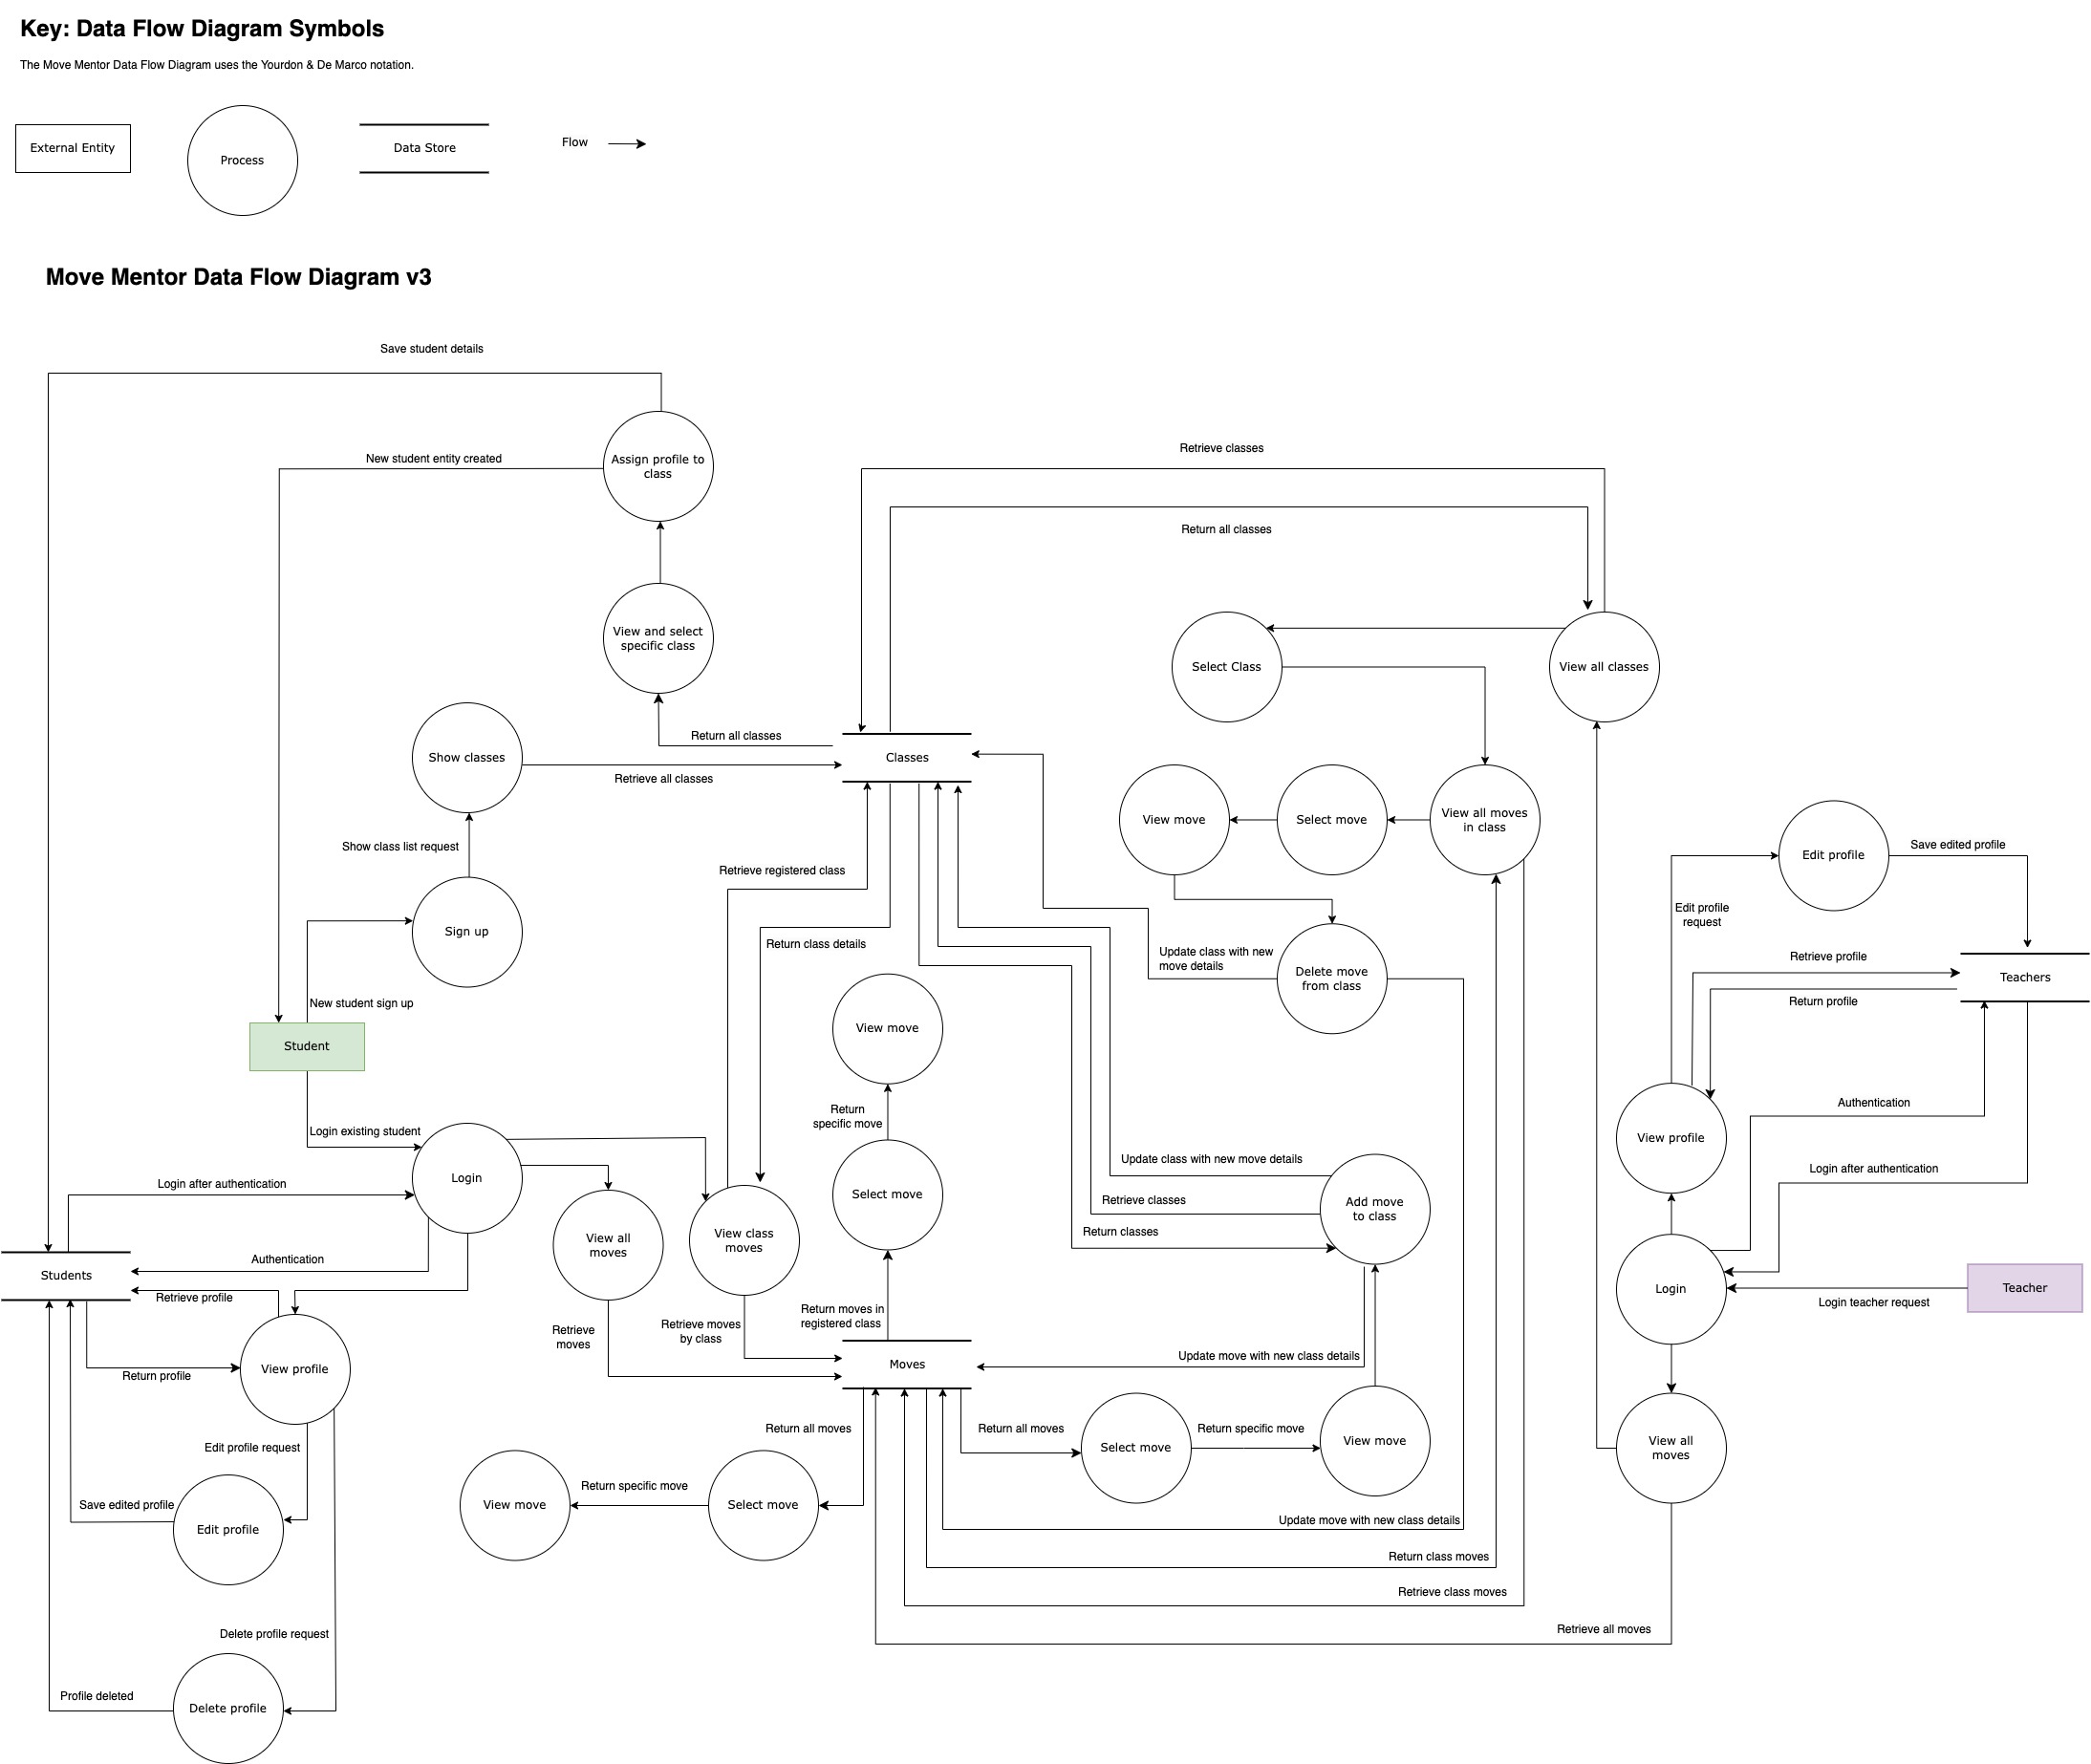 Key: Data Flow Diagram Symbols
The Move Mentor Data Flow Diagram uses the Yourdon & De Marco notation.
External Entity
Process
Data Store
Flow
Move Mentor Data Flow Diagram v3
Save student details
New student entity created
Assign profile to
class
Retrieve classes
Return all classes
View and select
specific class
Select Class
View all classes
Return all classes
Show classes
Retrieve all classes
Classes
Show class list request
View move
Select move
View all moves
in class
Retrieve registered class
Edit profile
Save edited profile
Sign up
Return class details
Edit profile
request
Update class with new
move details
Delete move
from class
Retrieve profile
Return profile
Teachers
New student sign up
Student
View move
Login existing student
Return
specific move
Authentication
View profile
Login
Login after authentication
Select move
Update class with new move details
Retrieve classes
Return classes
Add move
to class
Login after authentication
View all
moves
View class
moves
Students
Authentication
Retrieve profile
Login
Login teacher request
Teacher
Return profile
View profile
Retrieve
moves
Retrieve moves
by class
Return moves in
registered class
Moves
Update move with new class details
Edit profile request
Return all moves
Return all moves
Select move
Return specific move
View move
View all
moves
Save edited profile
Edit profile
View move
Return specific move
Select move
Update move with new class details
Return class moves
Retrieve class moves
Retrieve all moves
Delete profile request
Profile deleted
Delete profile